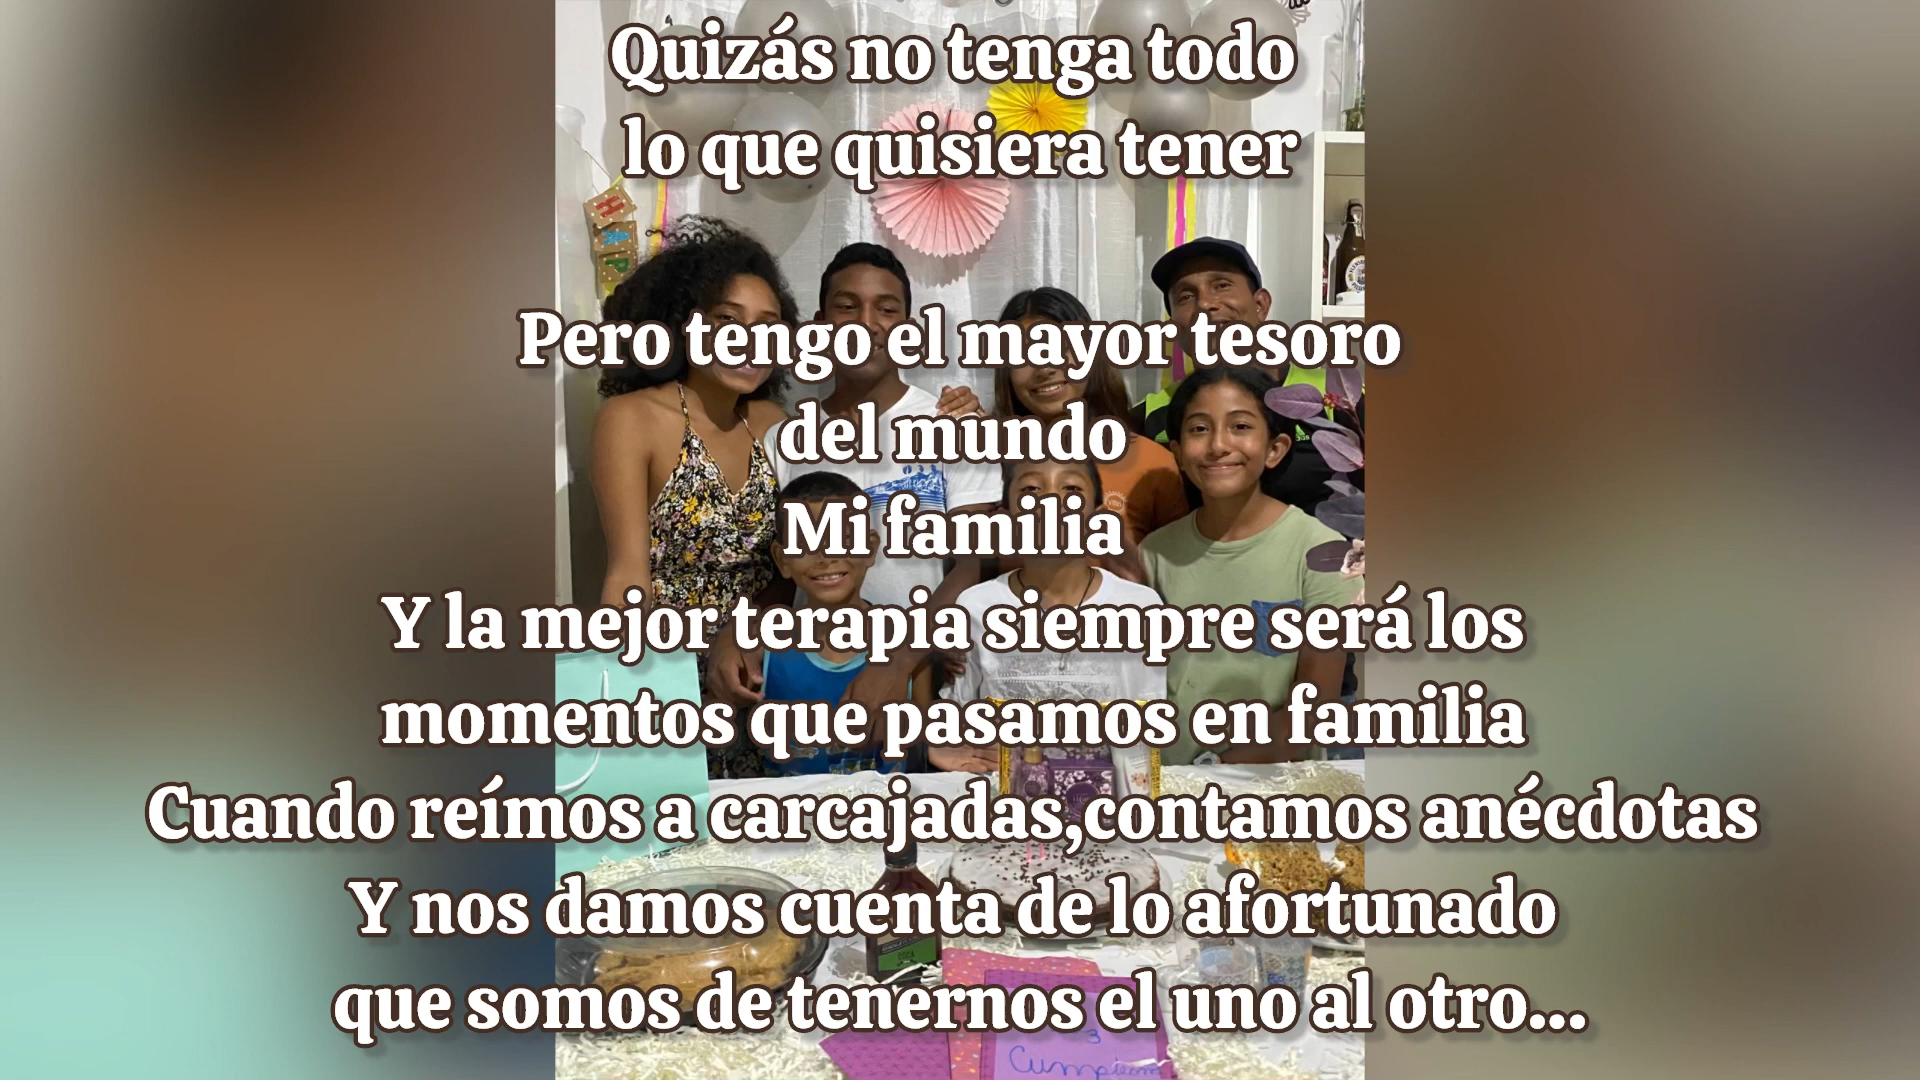 Quizás no tenga todo
lo que quisiera tener
HAP
Pero tengo el mayor tesoro
del mundo
Mi familia
Y la mejor terapia siempre será los
momentos que pasamos en familia
Cuando reímos a carcajadas,contamos anécdotas
Y nos damos cuenta de lo afortunado
que somos de tenernos el uno al otro...
3